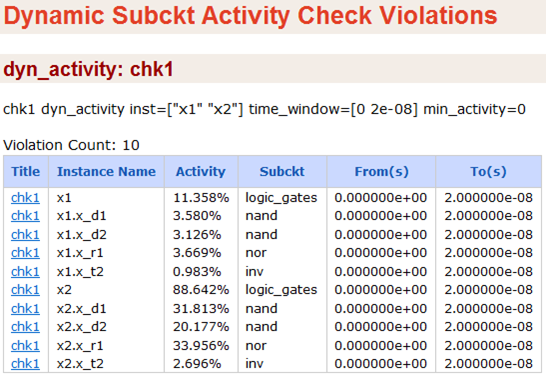 Dynamic Subckt Activity Check Violations
dyn_activity: chk1
chk1 dyn_activity inst=["x1" "x2"] time_window=[0 2e-08] min_activity=0
Violation Count: 10
Title Instance Name Activity Subckt From(s) To(s)
chk1 x1 11.358% logic_gates 0.000000e+00 2.000000e-08
chk1 x1.x_d1 3.580% nand 0.000000e+00 2.000000e-08
chk1 x1.x_d2 3.126% nand 0.000000e+00 2.000000e-08
chk1 x1.x_r1 3.669% nor 0.000000e+00 2.000000e-08
chk1 x1.x_t2 0.983% inv 0.000000e+00 2.000000e-08
chk1 x2 88.642% logic_gates 0.000000e+00 2.000000e-08
chk1 x2.x_d1 31.813% nand 0.000000e+00 2.000000e-08
chk1 x2.x_d2 20.177% nand 0.000000e+00 2.000000e-08
chk1 x2.x_r1 33.956% nor 0.000000e+00 2.000000e-08
chk1 x2.x_t2 2.696% inv 0.000000e+00 2.000000e-08